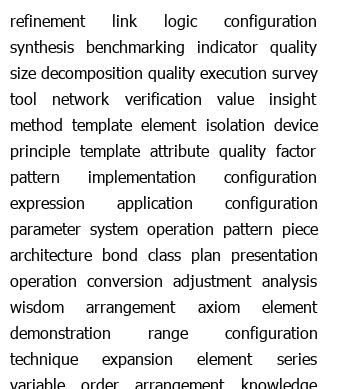 refinement link logic configuration
synthesis benchmarking indicator quality
size decomposition quality execution survey
tool network verification value insight
method template element isolation device
principle template attribute quality factor
pattern implementation configuration
expression application configuration
parameter system operation pattern piece
architecture bond class plan presentation
operation conversion adjustment analysis
wisdom arrangement axiom element
demonstration range configuration
technique expansion element series
variable order arrangement knowledge